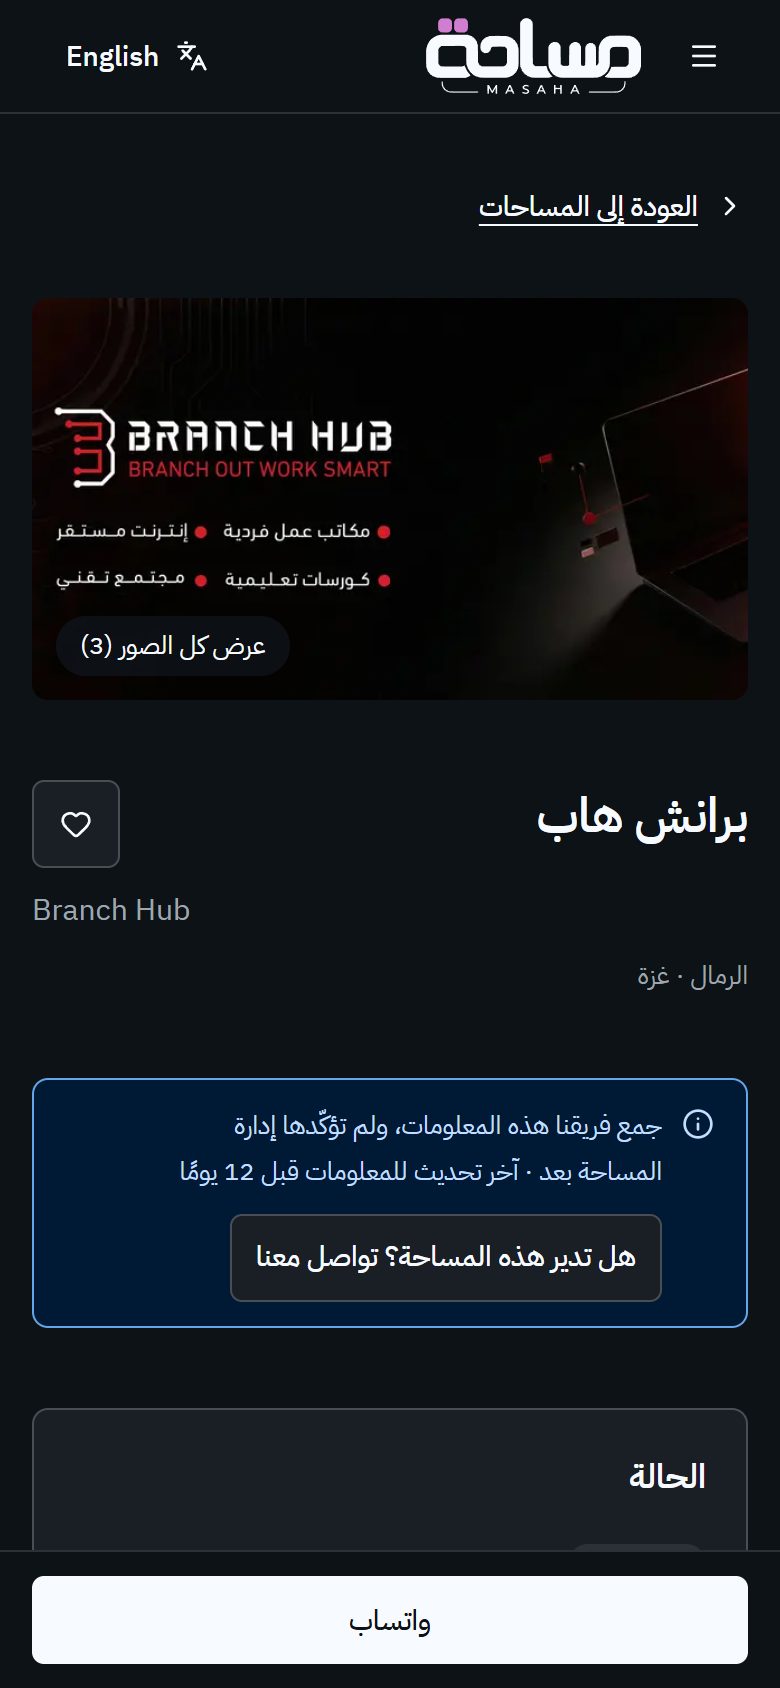 مساحة
MASAHA
English
العودة إلى المساحات
BRANCH HUB
BRANCH OUT WORK SMART
مكاتب عمل فردية
إنترنت مستقر
كورسات تعليمية
مجتمع تقني
عرض كل الصور (3)
برانش هاب
Branch Hub
الرمال · غزة
جمع فريقنا هذه المعلومات، ولم تؤكّدها إدارة
المساحة بعد · آخر تحديث للمعلومات قبل 12 يومًا
هل تدير هذه المساحة؟ تواصل معنا
الحالة
واتساب